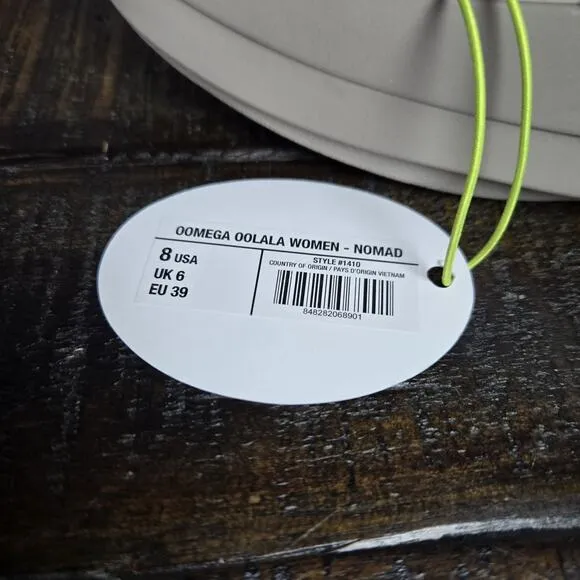 OOMEGA OOLALA WOMEN - NOMAD
8 USA
UK 6
EU 39
STYLE #1410
COUNTRY OF ORIGIN / PAYS D'ORIGIN VIETNAM
848282068901